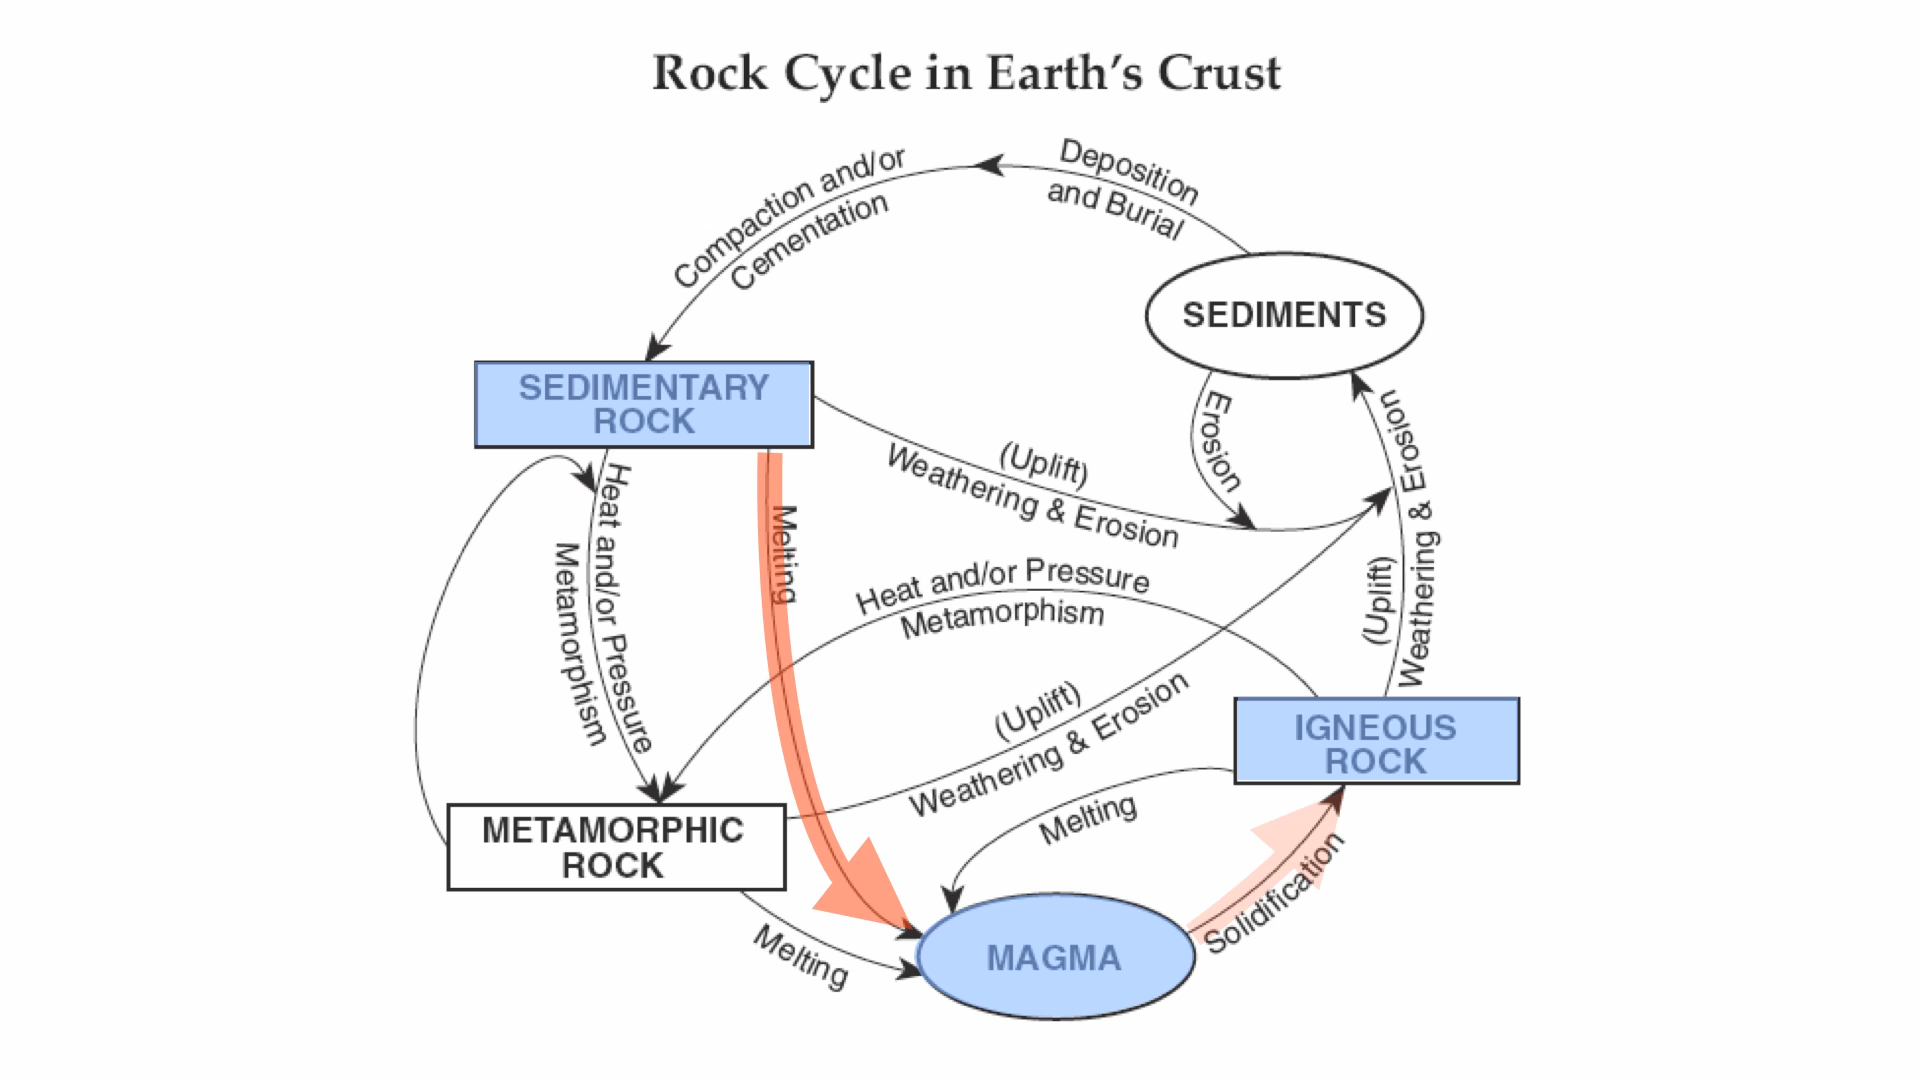 Rock Cycle in Earth's Crust
Deposition
and Burial
Compaction and/or
Cementation
SEDIMENTS
SEDIMENTARY
ROCK
Erosion
(Uplift)
Weathering & Erosion
(Uplift)
Weathering & Erosion
Heat and/or Pressure
Metamorphism
Melting
Heat and/or Pressure
Metamorphism
(Uplift)
Weathering & Erosion
IGNEOUS
ROCK
METAMORPHIC
ROCK
Melting
Melting
Solidification
MAGMA